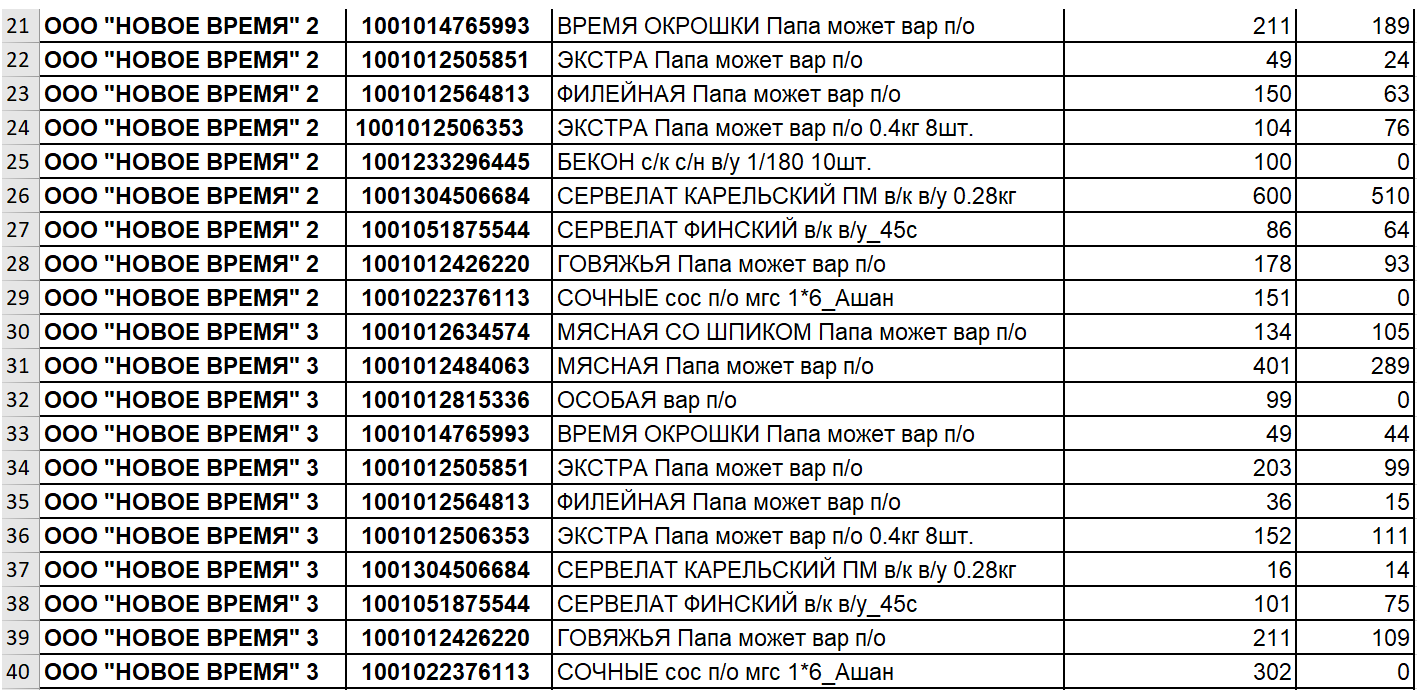 21 ООО "НОВОЕ ВРЕМЯ" 2 1001014765993 ВРЕМЯ ОКРОШКИ Папа может вар п/о 211 189
22 ООО "НОВОЕ ВРЕМЯ" 2 1001012505851 ЭКСТРА Папа может вар п/о 49 24
23 ООО "НОВОЕ ВРЕМЯ" 2 1001012564813 ФИЛЕЙНАЯ Папа может вар п/о 150 63
24 ООО "НОВОЕ ВРЕМЯ" 2 1001012506353 ЭКСТРА Папа может вар п/о 0.4кг 8шт. 104 76
25 ООО "НОВОЕ ВРЕМЯ" 2 1001233296445 БЕКОН с/к с/н в/у 1/180 10шт. 100 0
26 ООО "НОВОЕ ВРЕМЯ" 2 1001304506684 СЕРВЕЛАТ КАРЕЛЬСКИЙ ПМ в/к в/у 0.28кг 600 510
27 ООО "НОВОЕ ВРЕМЯ" 2 1001051875544 СЕРВЕЛАТ ФИНСКИЙ в/к в/у_45с 86 64
28 ООО "НОВОЕ ВРЕМЯ" 2 1001012426220 ГОВЯЖЬЯ Папа может вар п/о 178 93
29 ООО "НОВОЕ ВРЕМЯ" 2 1001022376113 СОЧНЫЕ сос п/о мгс 1*6_Ашан 151 0
30 ООО "НОВОЕ ВРЕМЯ" 3 1001012634574 МЯСНАЯ СО ШПИКОМ Папа может вар п/о 134 105
31 ООО "НОВОЕ ВРЕМЯ" 3 1001012484063 МЯСНАЯ Папа может вар п/о 401 289
32 ООО "НОВОЕ ВРЕМЯ" 3 1001012815336 ОСОБАЯ вар п/о 99 0
33 ООО "НОВОЕ ВРЕМЯ" 3 1001014765993 ВРЕМЯ ОКРОШКИ Папа может вар п/о 49 44
34 ООО "НОВОЕ ВРЕМЯ" 3 1001012505851 ЭКСТРА Папа может вар п/о 203 99
35 ООО "НОВОЕ ВРЕМЯ" 3 1001012564813 ФИЛЕЙНАЯ Папа может вар п/о 36 15
36 ООО "НОВОЕ ВРЕМЯ" 3 1001012506353 ЭКСТРА Папа может вар п/о 0.4кг 8шт. 152 111
37 ООО "НОВОЕ ВРЕМЯ" 3 1001304506684 СЕРВЕЛАТ КАРЕЛЬСКИЙ ПМ в/к в/у 0.28кг 16 14
38 ООО "НОВОЕ ВРЕМЯ" 3 1001051875544 СЕРВЕЛАТ ФИНСКИЙ в/к в/у_45с 101 75
39 ООО "НОВОЕ ВРЕМЯ" 3 1001012426220 ГОВЯЖЬЯ Папа может вар п/о 211 109
40 ООО "НОВОЕ ВРЕМЯ" 3 1001022376113 СОЧНЫЕ сос п/о мгс 1*6_Ашан 302 0